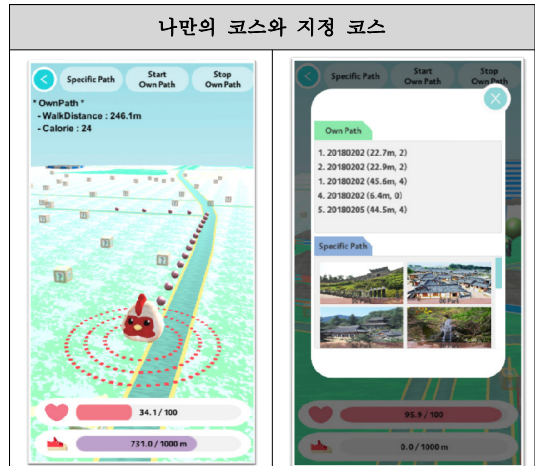 나만의 코스와 지정 코스
Specific Path
Start
Own Path
Stop
Own Path
* OwnPath *
- WalkDistance : 246.1m
- Calorie : 24
34.1 / 100
731.0 / 1000 m
Specific Path
Start
Own Path
Stop
Own Path
Own Path
1. 20180202 (22.7m, 2)
2. 20180202 (22.9m, 2)
1. 20180202 (45.6m, 4)
4. 20180202 (6.4m, 0)
5. 20180205 (44.5m, 4)
Specific Path
95.9 / 100
0.0 / 1000 m